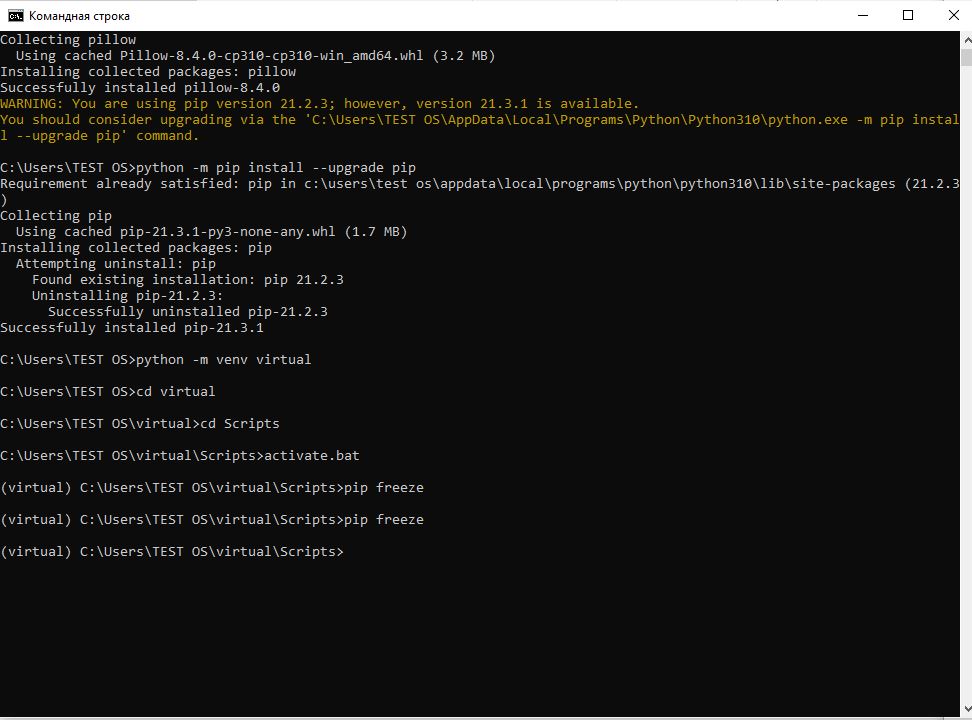 Командная строка
Collecting pillow
  Using cached Pillow-8.4.0-cp310-cp310-win_amd64.whl (3.2 MB)
Installing collected packages: pillow
Successfully installed pillow-8.4.0
WARNING: You are using pip version 21.2.3; however, version 21.3.1 is available.
You should consider upgrading via the 'C:\Users\TEST OS\AppData\Local\Programs\Python\Python310\python.exe -m pip instal
l --upgrade pip' command.
C:\Users\TEST OS>python -m pip install --upgrade pip
Requirement already satisfied: pip in c:\users\test os\appdata\local\programs\python\python310\lib\site-packages (21.2.3
)
Collecting pip
  Using cached pip-21.3.1-py3-none-any.whl (1.7 MB)
Installing collected packages: pip
  Attempting uninstall: pip
    Found existing installation: pip 21.2.3
    Uninstalling pip-21.2.3:
      Successfully uninstalled pip-21.2.3
Successfully installed pip-21.3.1
C:\Users\TEST OS>python -m venv virtual
C:\Users\TEST OS>cd virtual
C:\Users\TEST OS\virtual>cd Scripts
C:\Users\TEST OS\virtual\Scripts>activate.bat
(virtual) C:\Users\TEST OS\virtual\Scripts>pip freeze
(virtual) C:\Users\TEST OS\virtual\Scripts>pip freeze
(virtual) C:\Users\TEST OS\virtual\Scripts>